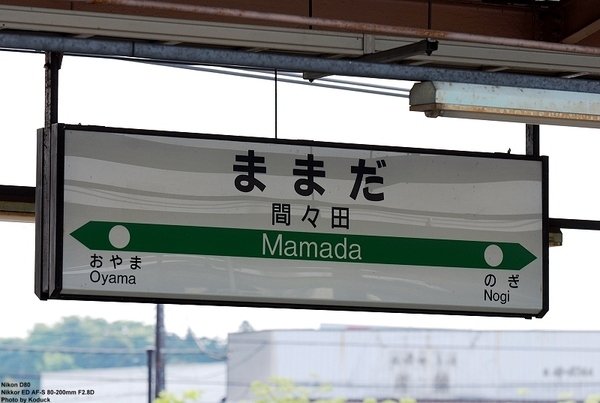 ままだ
間々田
Mamada
おやま
Oyama
のぎ
Nogi
Nikon D80
Nikkor ED AF-S 80-200mm F2.8D
Photo by Koduck